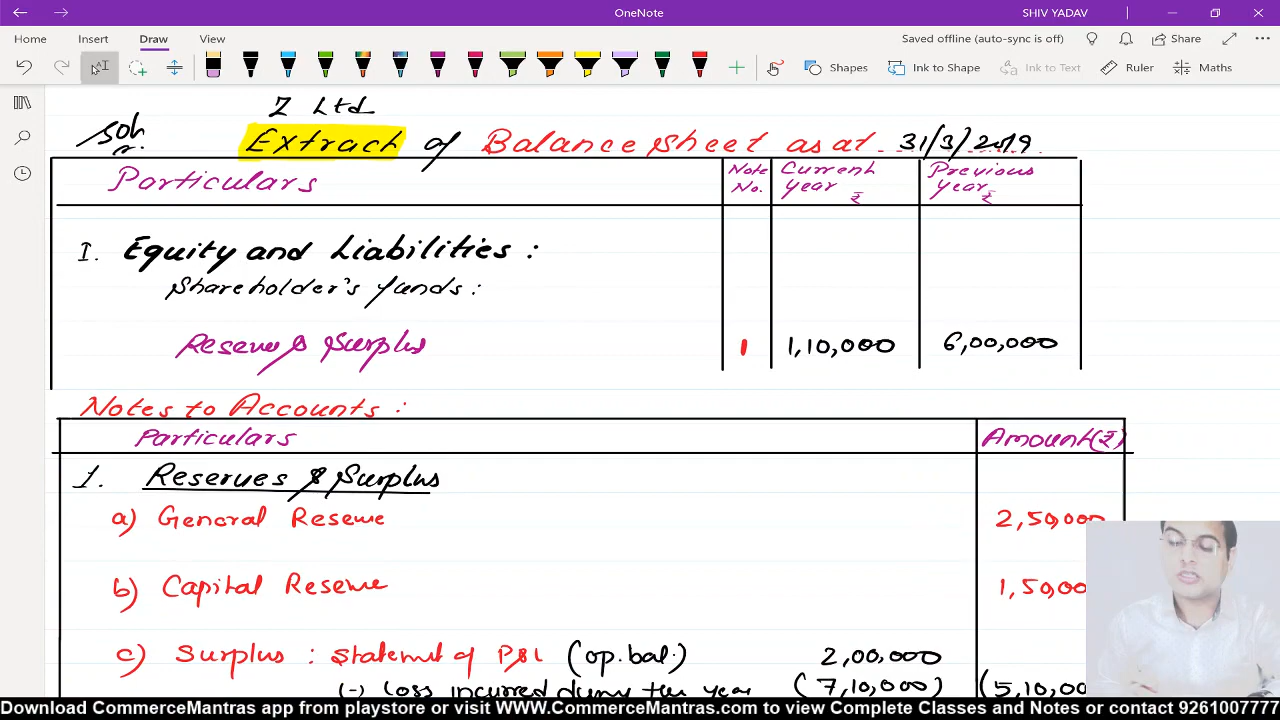 OneNote
SHIV YADAV
Home Insert Draw View
Saved offline (auto-sync is off)
Share
Shapes
Ink to Shape
Ink to Text
Ruler
Maths
Z Ltd
Soln
Extract of Balance Sheet as at 31/3/2019
Particulars Note No. Current year ₹ Previous year ₹
I. Equity and Liabilities :
Shareholder's funds :
Reserve & Surplus 1 1,10,000 6,00,000
Notes to Accounts :
Particulars Amount(₹)
1. Reserves & Surplus
a) General Reserve 2,50,000
b) Capital Reserve 1,50,00
c) Surplus : statement of P&L (op.bal.) 2,00,000
(-) Loss incurred during the year (7,10,000) (5,10,00
Download CommerceMantras app from playstore or visit WWW.CommerceMantras.com to view Complete Classes and Notes or contact 9261007777